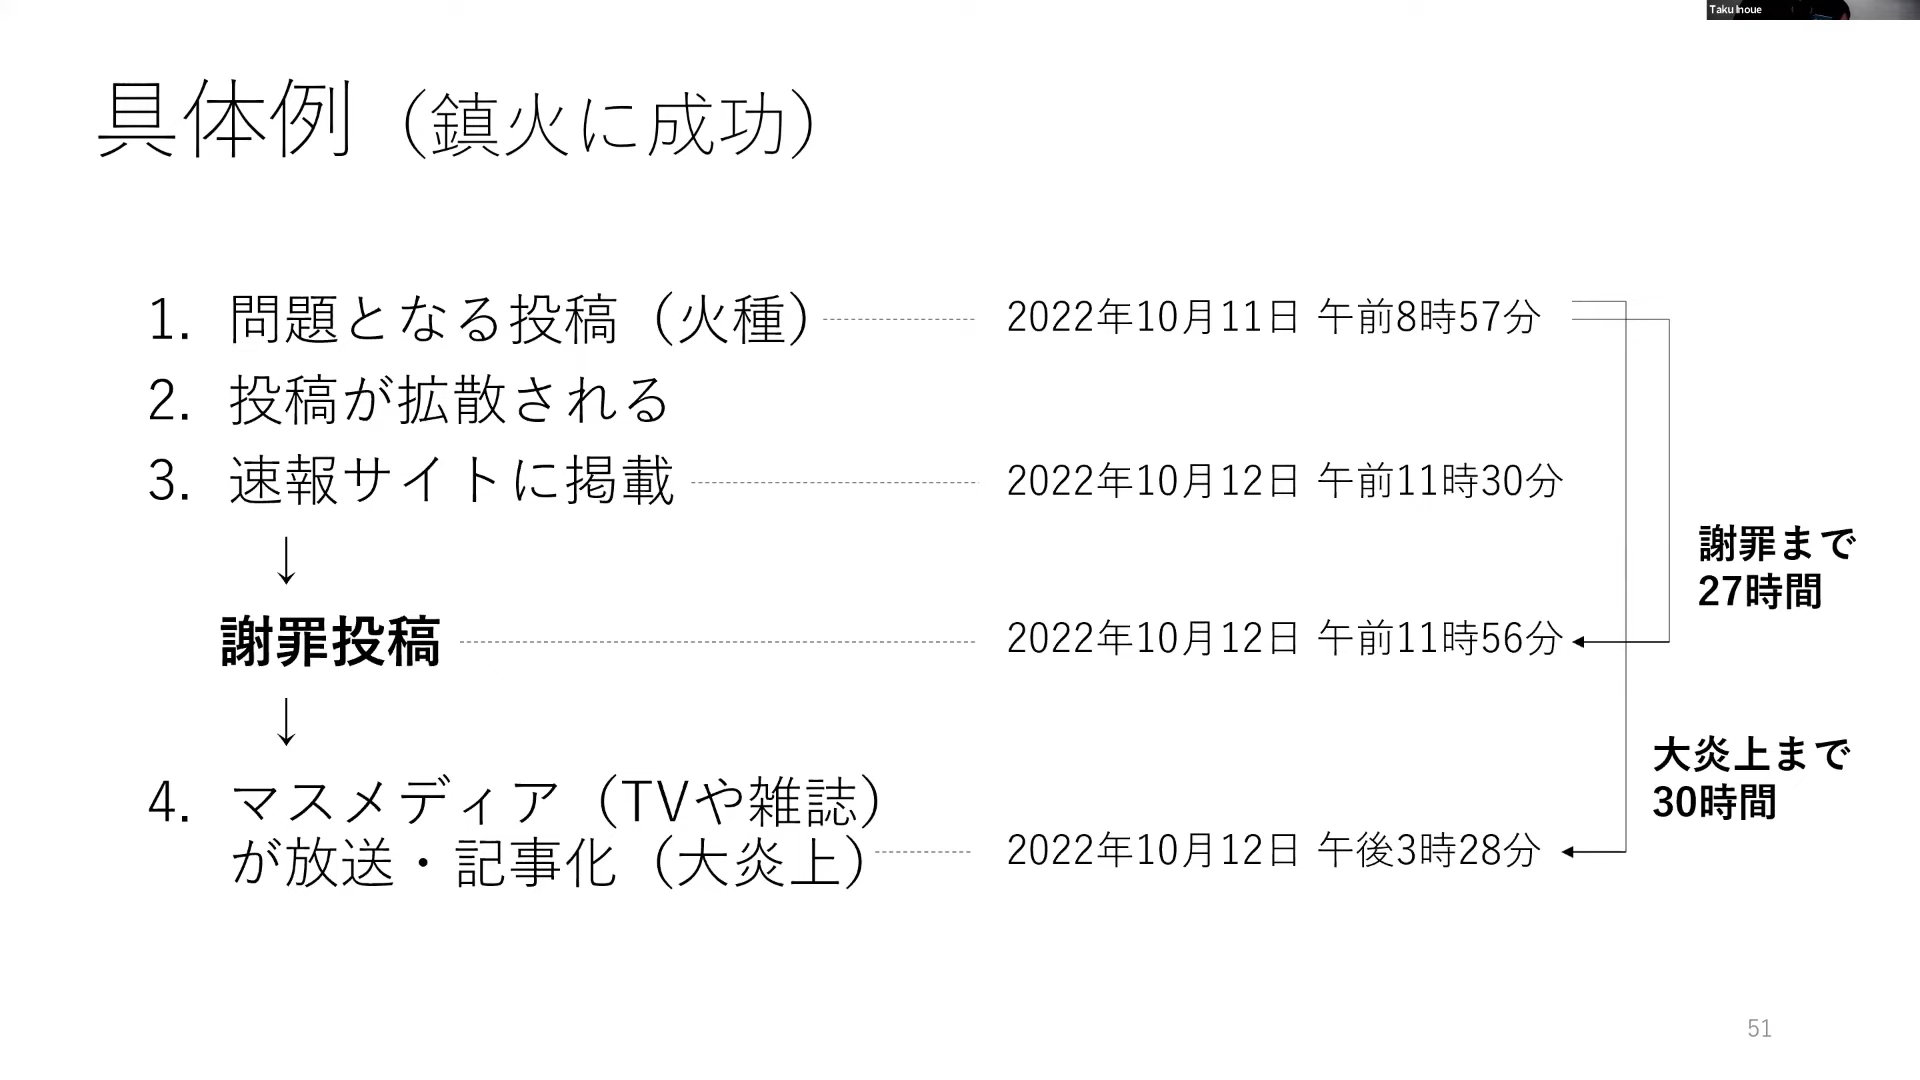 Taku Inoue
具体例（鎮火に成功）
1. 問題となる投稿（火種） 2022年10月11日 午前8時57分
2. 投稿が拡散される
3. 速報サイトに掲載 2022年10月12日 午前11時30分
↓
謝罪まで
27時間
謝罪投稿 2022年10月12日 午前11時56分
↓
大炎上まで
30時間
4. マスメディア（TVや雑誌）
が放送・記事化（大炎上） 2022年10月12日 午後3時28分
51